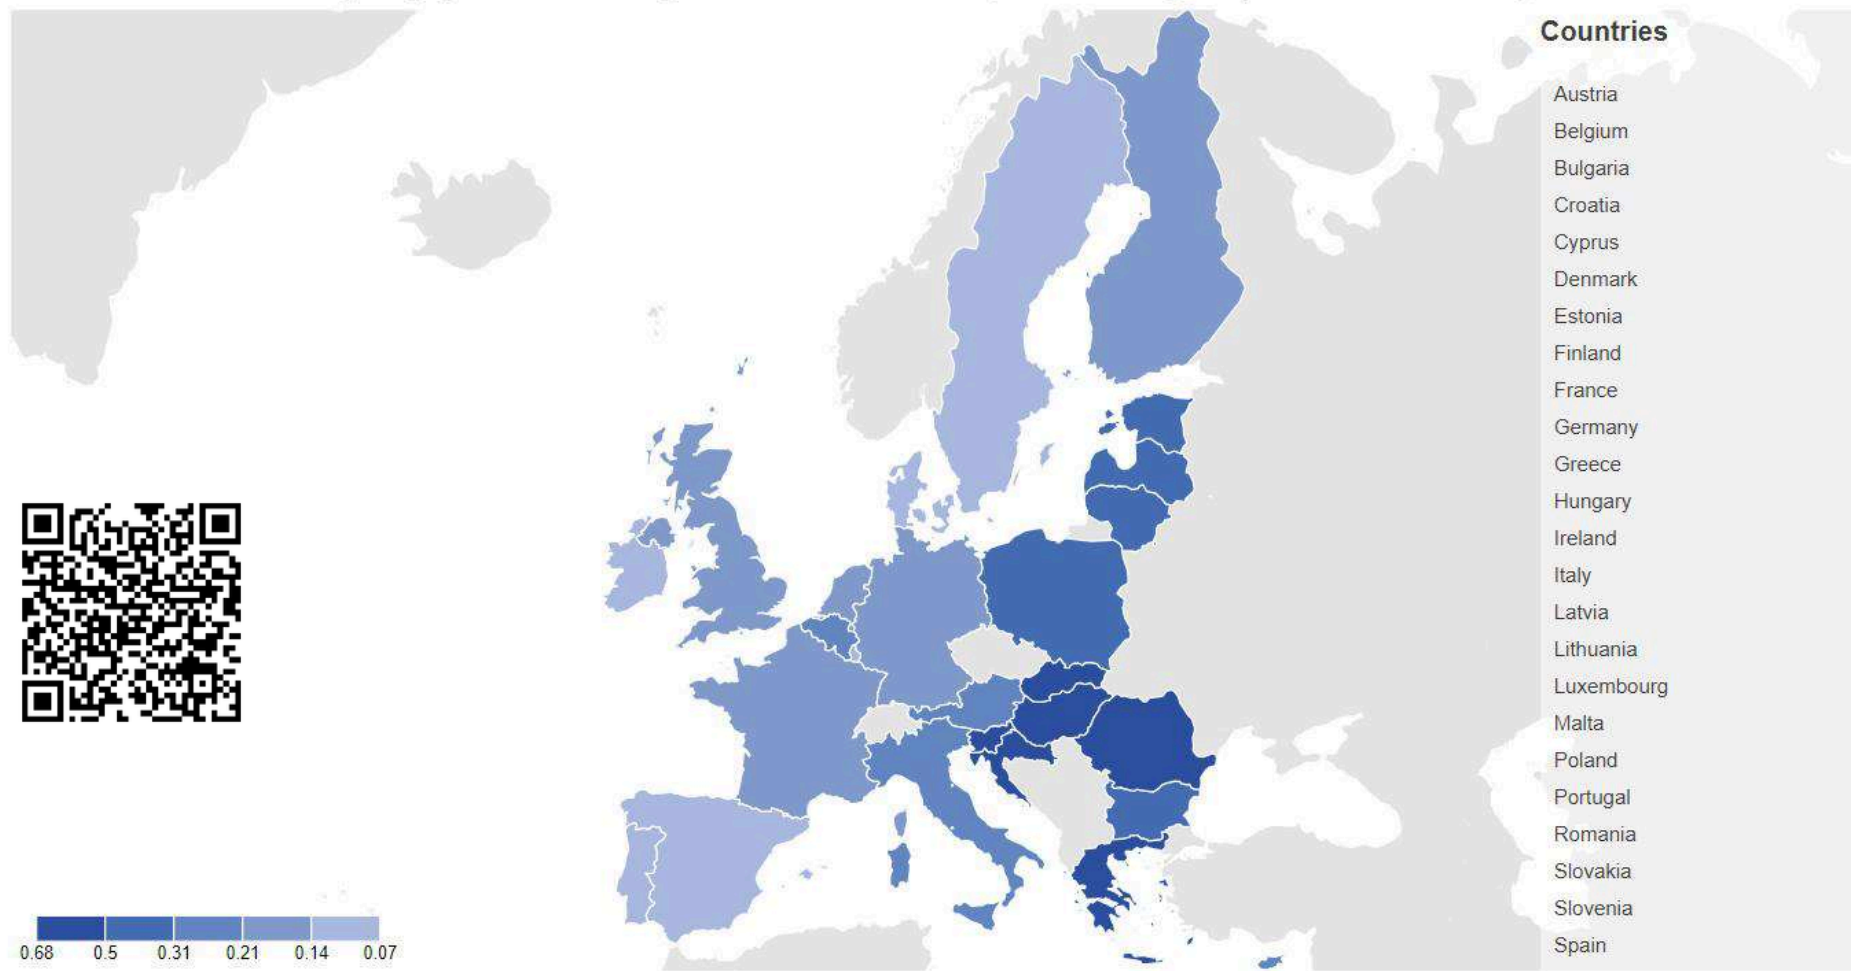 Countries
Austria
Belgium
Bulgaria
Croatia
Cyprus
Denmark
Estonia
Finland
France
Germany
Greece
Hungary
Ireland
Italy
Latvia
Lithuania
Luxembourg
Malta
Poland
Portugal
Romania
Slovakia
Slovenia
Spain
0.68 0.5 0.31 0.21 0.14 0.07